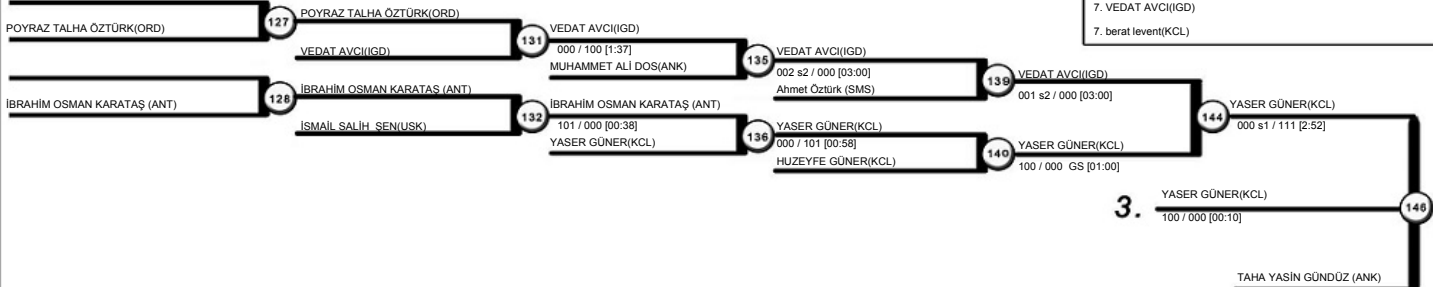 7. VEDAT AVCI(IGD)
7. berat levent(KCL)
POYRAZ TALHA ÖZTÜRK(ORD)
127
POYRAZ TALHA ÖZTÜRK(ORD)
VEDAT AVCI(IGD)
131
VEDAT AVCI(IGD)
000 / 100 [1:37]
MUHAMMET ALİ DOS(ANK)
135
VEDAT AVCI(IGD)
002 s2 / 000 [03:00]
Ahmet Öztürk (SMS)
139
VEDAT AVCI(IGD)
001 s2 / 000 [03:00]
144
YASER GÜNER(KCL)
000 s1 / 111 [2:52]
İBRAHİM OSMAN KARATAŞ (ANT)
128
İBRAHİM OSMAN KARATAŞ (ANT)
İSMAİL SALİH ŞEN(USK)
132
İBRAHİM OSMAN KARATAŞ (ANT)
101 / 000 [00:38]
YASER GÜNER(KCL)
136
YASER GÜNER(KCL)
000 / 101 [00:58]
HUZEYFE GÜNER(KCL)
140
YASER GÜNER(KCL)
100 / 000 GS [01:00]
3.
YASER GÜNER(KCL)
100 / 000 [00:10]
146
TAHA YASİN GÜNDÜZ (ANK)